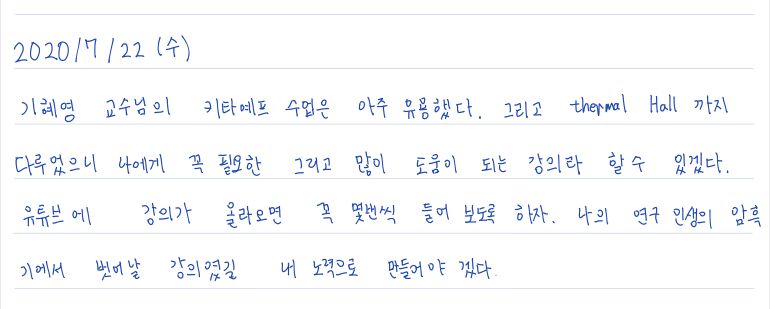 2020/7/22 (수)
기혜영 교수님의 키타에프 수업은 아주 유용했다. 그리고 thermal Hall 까지
다루었으니 나에게 꼭 필요한 그리고 많이 도움이 되는 강의라 할 수 있겠다.
유튜브에 강의가 올라오면 꼭 몇번씩 들어 보도록 하자. 나의 연구 인생의 암흑
기에서 벗어날 강의였길 내 노력으로 만들어야 겠다.